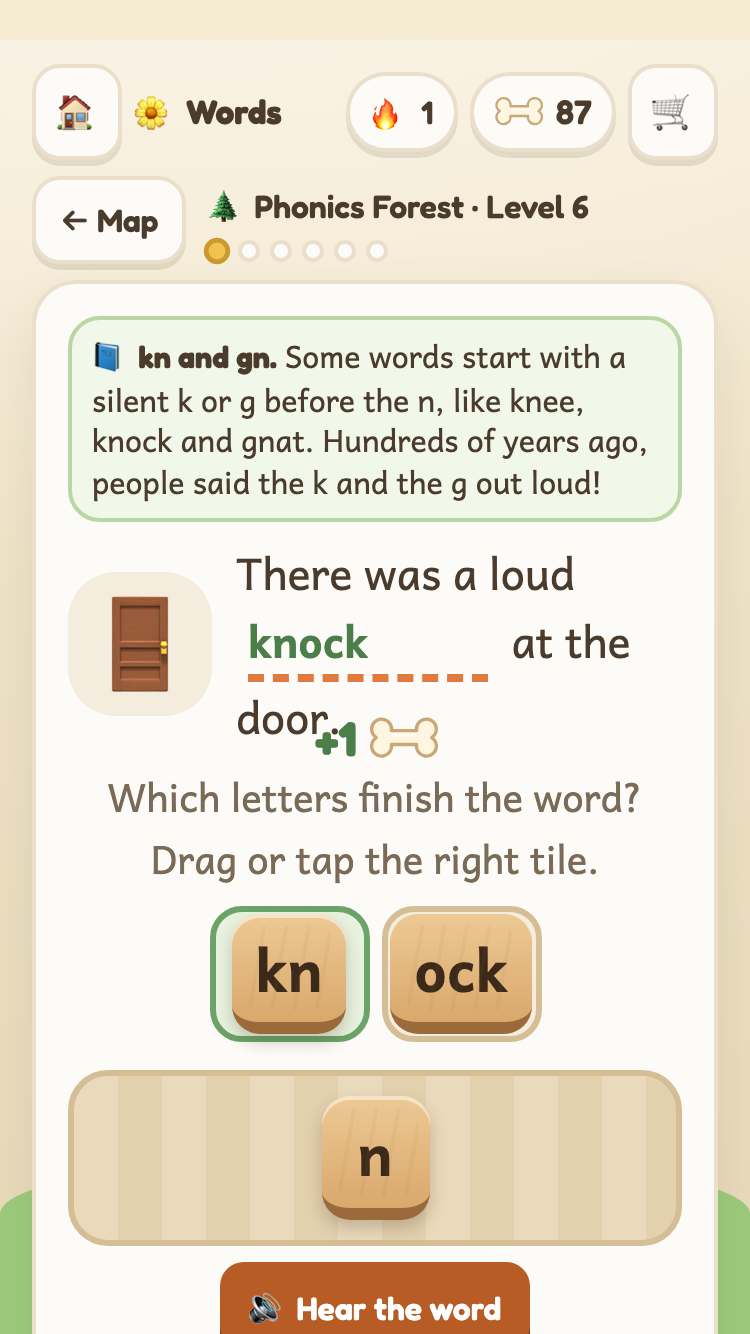 Words
1
87
← Map
Phonics Forest · Level 6
kn and gn. Some words start with a
silent k or g before the n, like knee,
knock and gnat. Hundreds of years ago,
people said the k and the g out loud!
There was a loud
knock at the
door.
+1
Which letters finish the word?
Drag or tap the right tile.
kn ock
n
Hear the word